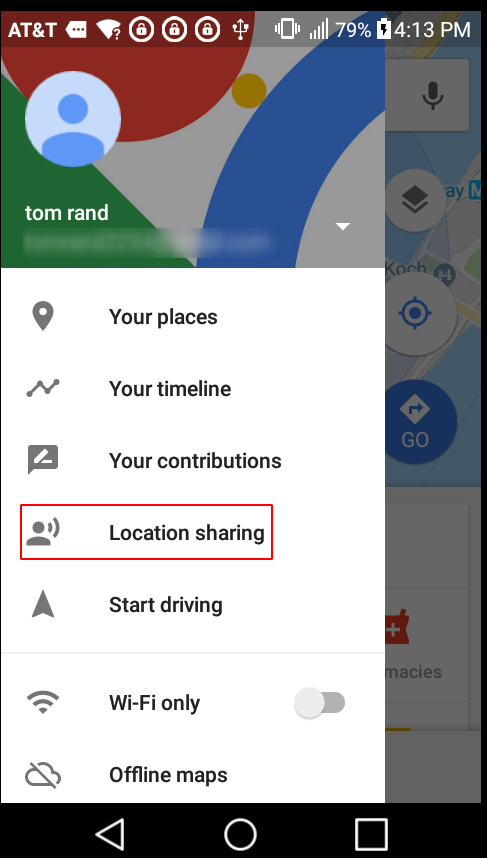 AT&T 79% 4:13 PM
tom rand
ay M
Koch
Your places
Your timeline
GO
Your contributions
Location sharing
Start driving
macies
Wi-Fi only
Offline maps